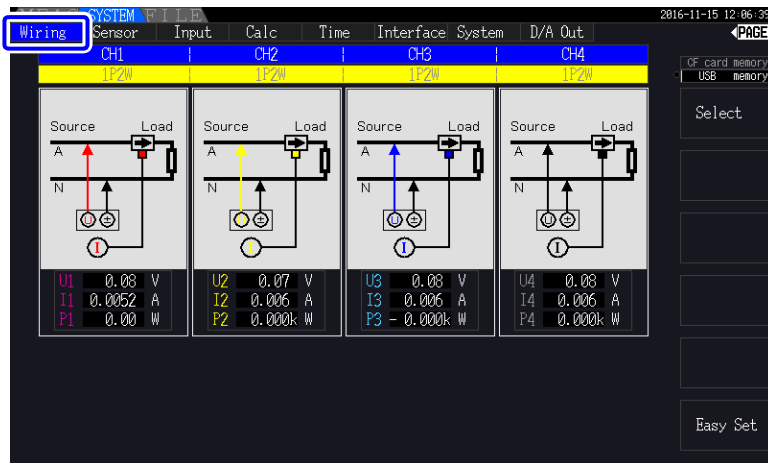 MEAS SYSTEM FILE 2016-11-15 12:06:39
Wiring Sensor Input Calc Time Interface System D/A Out PAGE
CH1 CH2 CH3 CH4
1P2W 1P2W 1P2W 1P2W
CF card memory
USB memory
Select
Source Load Source Load Source Load Source Load
A A A A
N N N N
U ± U ± U ± U ±
I I I I
U1 0.08 V U2 0.07 V U3 0.08 V U4 0.08 V
I1 0.0052 A I2 0.006 A I3 0.006 A I4 0.006 A
P1 0.00 W P2 0.000k W P3 - 0.000k W P4 0.000k W
Easy Set